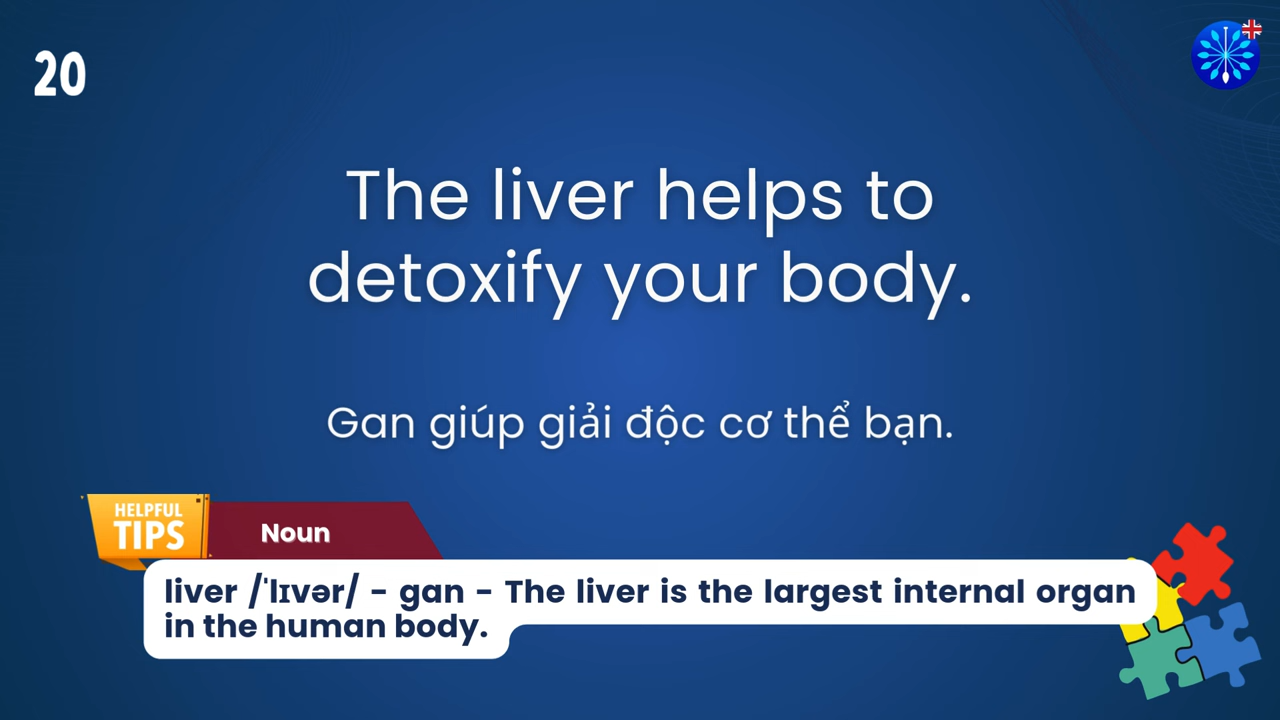 20
The liver helps to
detoxify your body.
Gan giúp giải độc cơ thể bạn.
HELPFUL
TIPS
Noun
liver /ˈlɪvər/ - gan - The liver is the largest internal organ
in the human body.